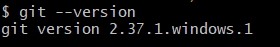 $ git --version
git version 2.37.1.windows.1